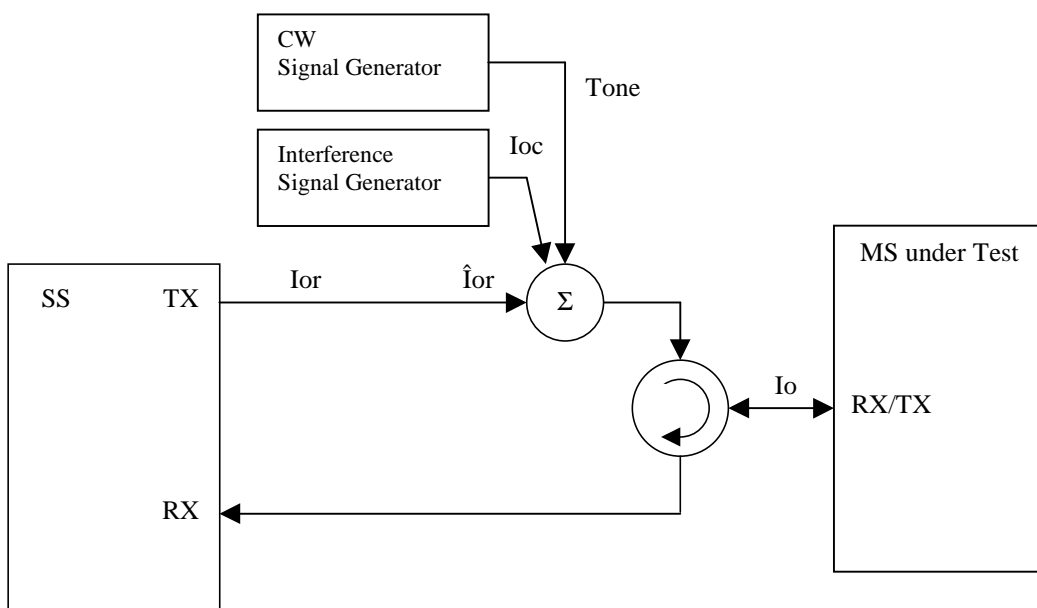 CW
Signal Generator
Tone
Interference
Signal Generator
Ioc
MS under Test
SS
TX
Ior
Îor
Σ
Io
RX/TX
RX